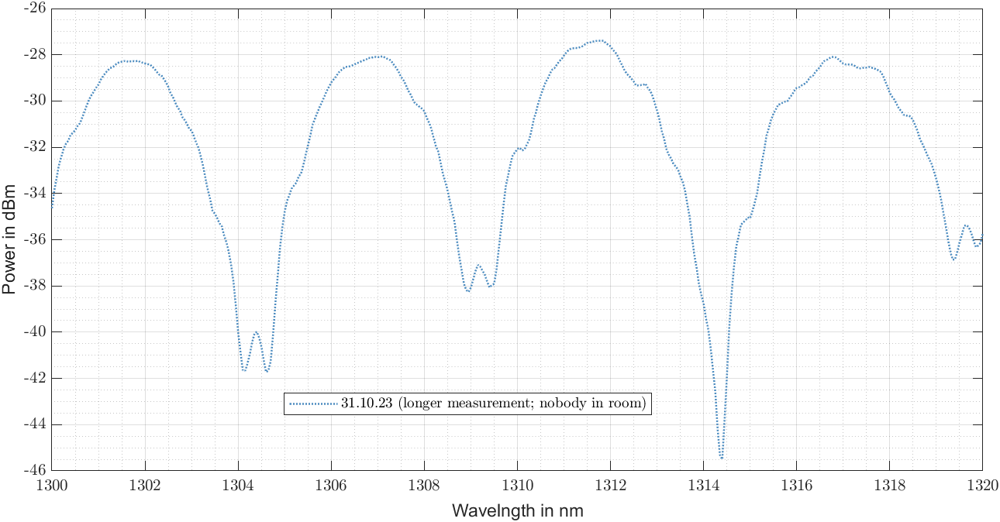 -26
-28
-30
-32
-34
-36
-38
-40
-42
-44
-46
Power in dBm
31.10.23 (longer measurement; nobody in room)
1300 1302 1304 1306 1308 1310 1312 1314 1316 1318 1320
Wavelngth in nm